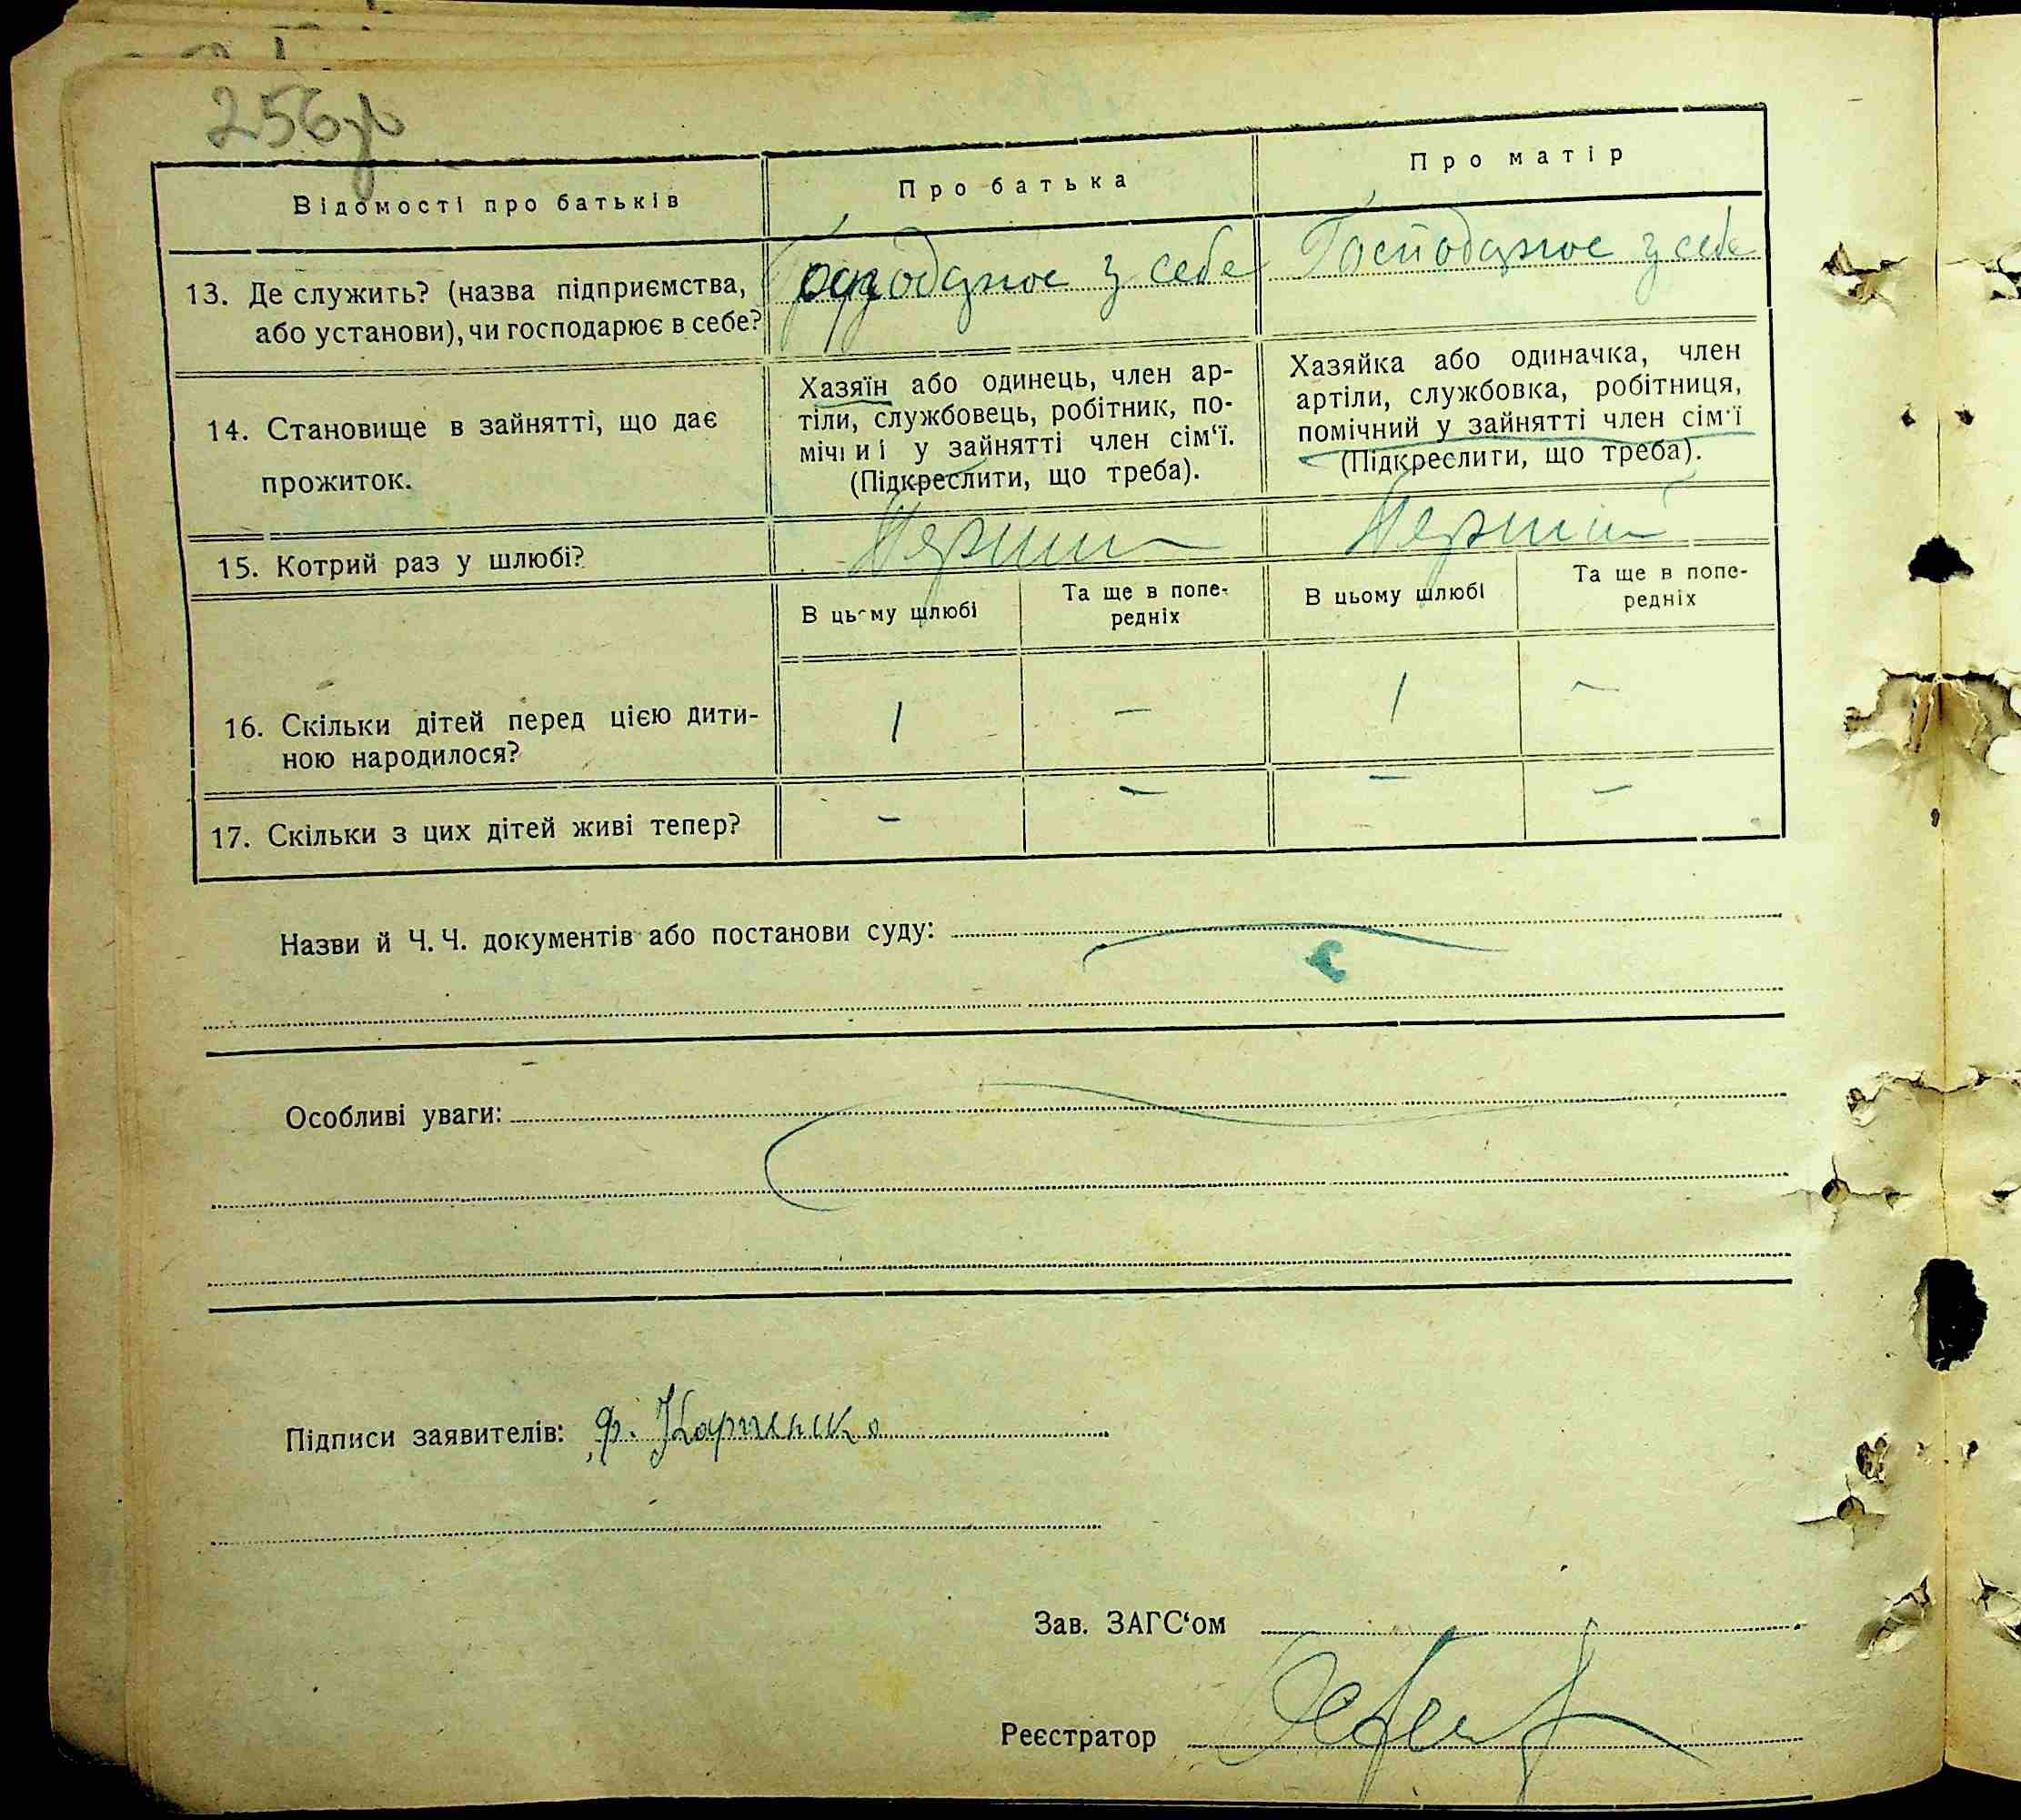 256зв
Відомості про батьків
Про батька
Про матір
13. Де служить? (назва підприємства,
або установи), чи господарює в себе?
Господарює у себе
Господарює у себе
14. Становище в зайнятті, що дає
прожиток.
Хазяїн або одинець, член ар-
тіли, службовець, робітник, по-
мічниі у зайнятті член сім‘ї.
(Підкреслити, що треба).
Хазяйка або одиначка, член
артіли, службовка, робітниця,
помічний у зайнятті член сім‘ї
(Підкреслити, що треба).
15. Котрий раз у шлюбі?
Перший
Перший
В цьому шлюбі
Та ще в попе-
редніх
В цьому шлюбі
Та ще в попе-
редніх
16. Скільки дітей перед цією дити-
ною народилося?
1 – 1 –
17. Скільки з цих дітей живі тепер?
– – – –
Назви й Ч. Ч. документів або постанови суду:
Особливі уваги:
Підписи заявителів: Ф. Карпенко
Зав. ЗАГС‘ом
Реєстратор